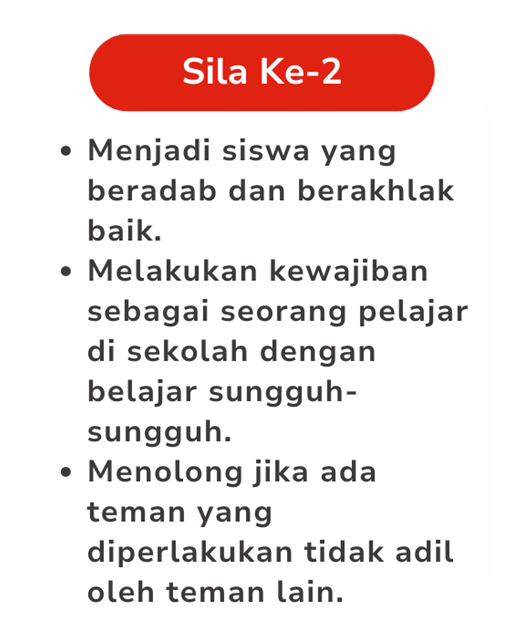 Sila Ke-2
• Menjadi siswa yang
beradab dan berakhlak
baik.
• Melakukan kewajiban
sebagai seorang pelajar
di sekolah dengan
belajar sungguh-
sungguh.
• Menolong jika ada
teman yang
diperlakukan tidak adil
oleh teman lain.